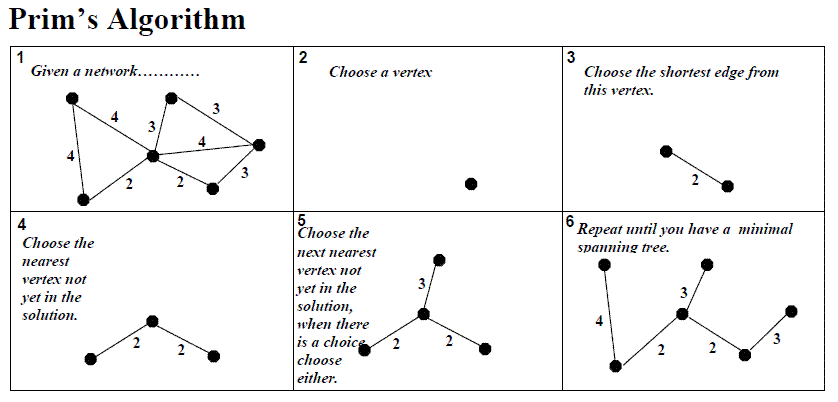 Prim's Algorithm
1
Given a network…………
4
3
3
4
4
2
2
3
2
Choose a vertex
3
Choose the shortest edge from
this vertex.
2
4
Choose the
nearest
vertex not
yet in the
solution.
2
2
5
Choose the
next nearest
vertex not
yet in the
solution,
when there
is a choice
choose
either.
3
2
2
6
Repeat until you have a minimal
spanning tree.
3
4
2
2
3